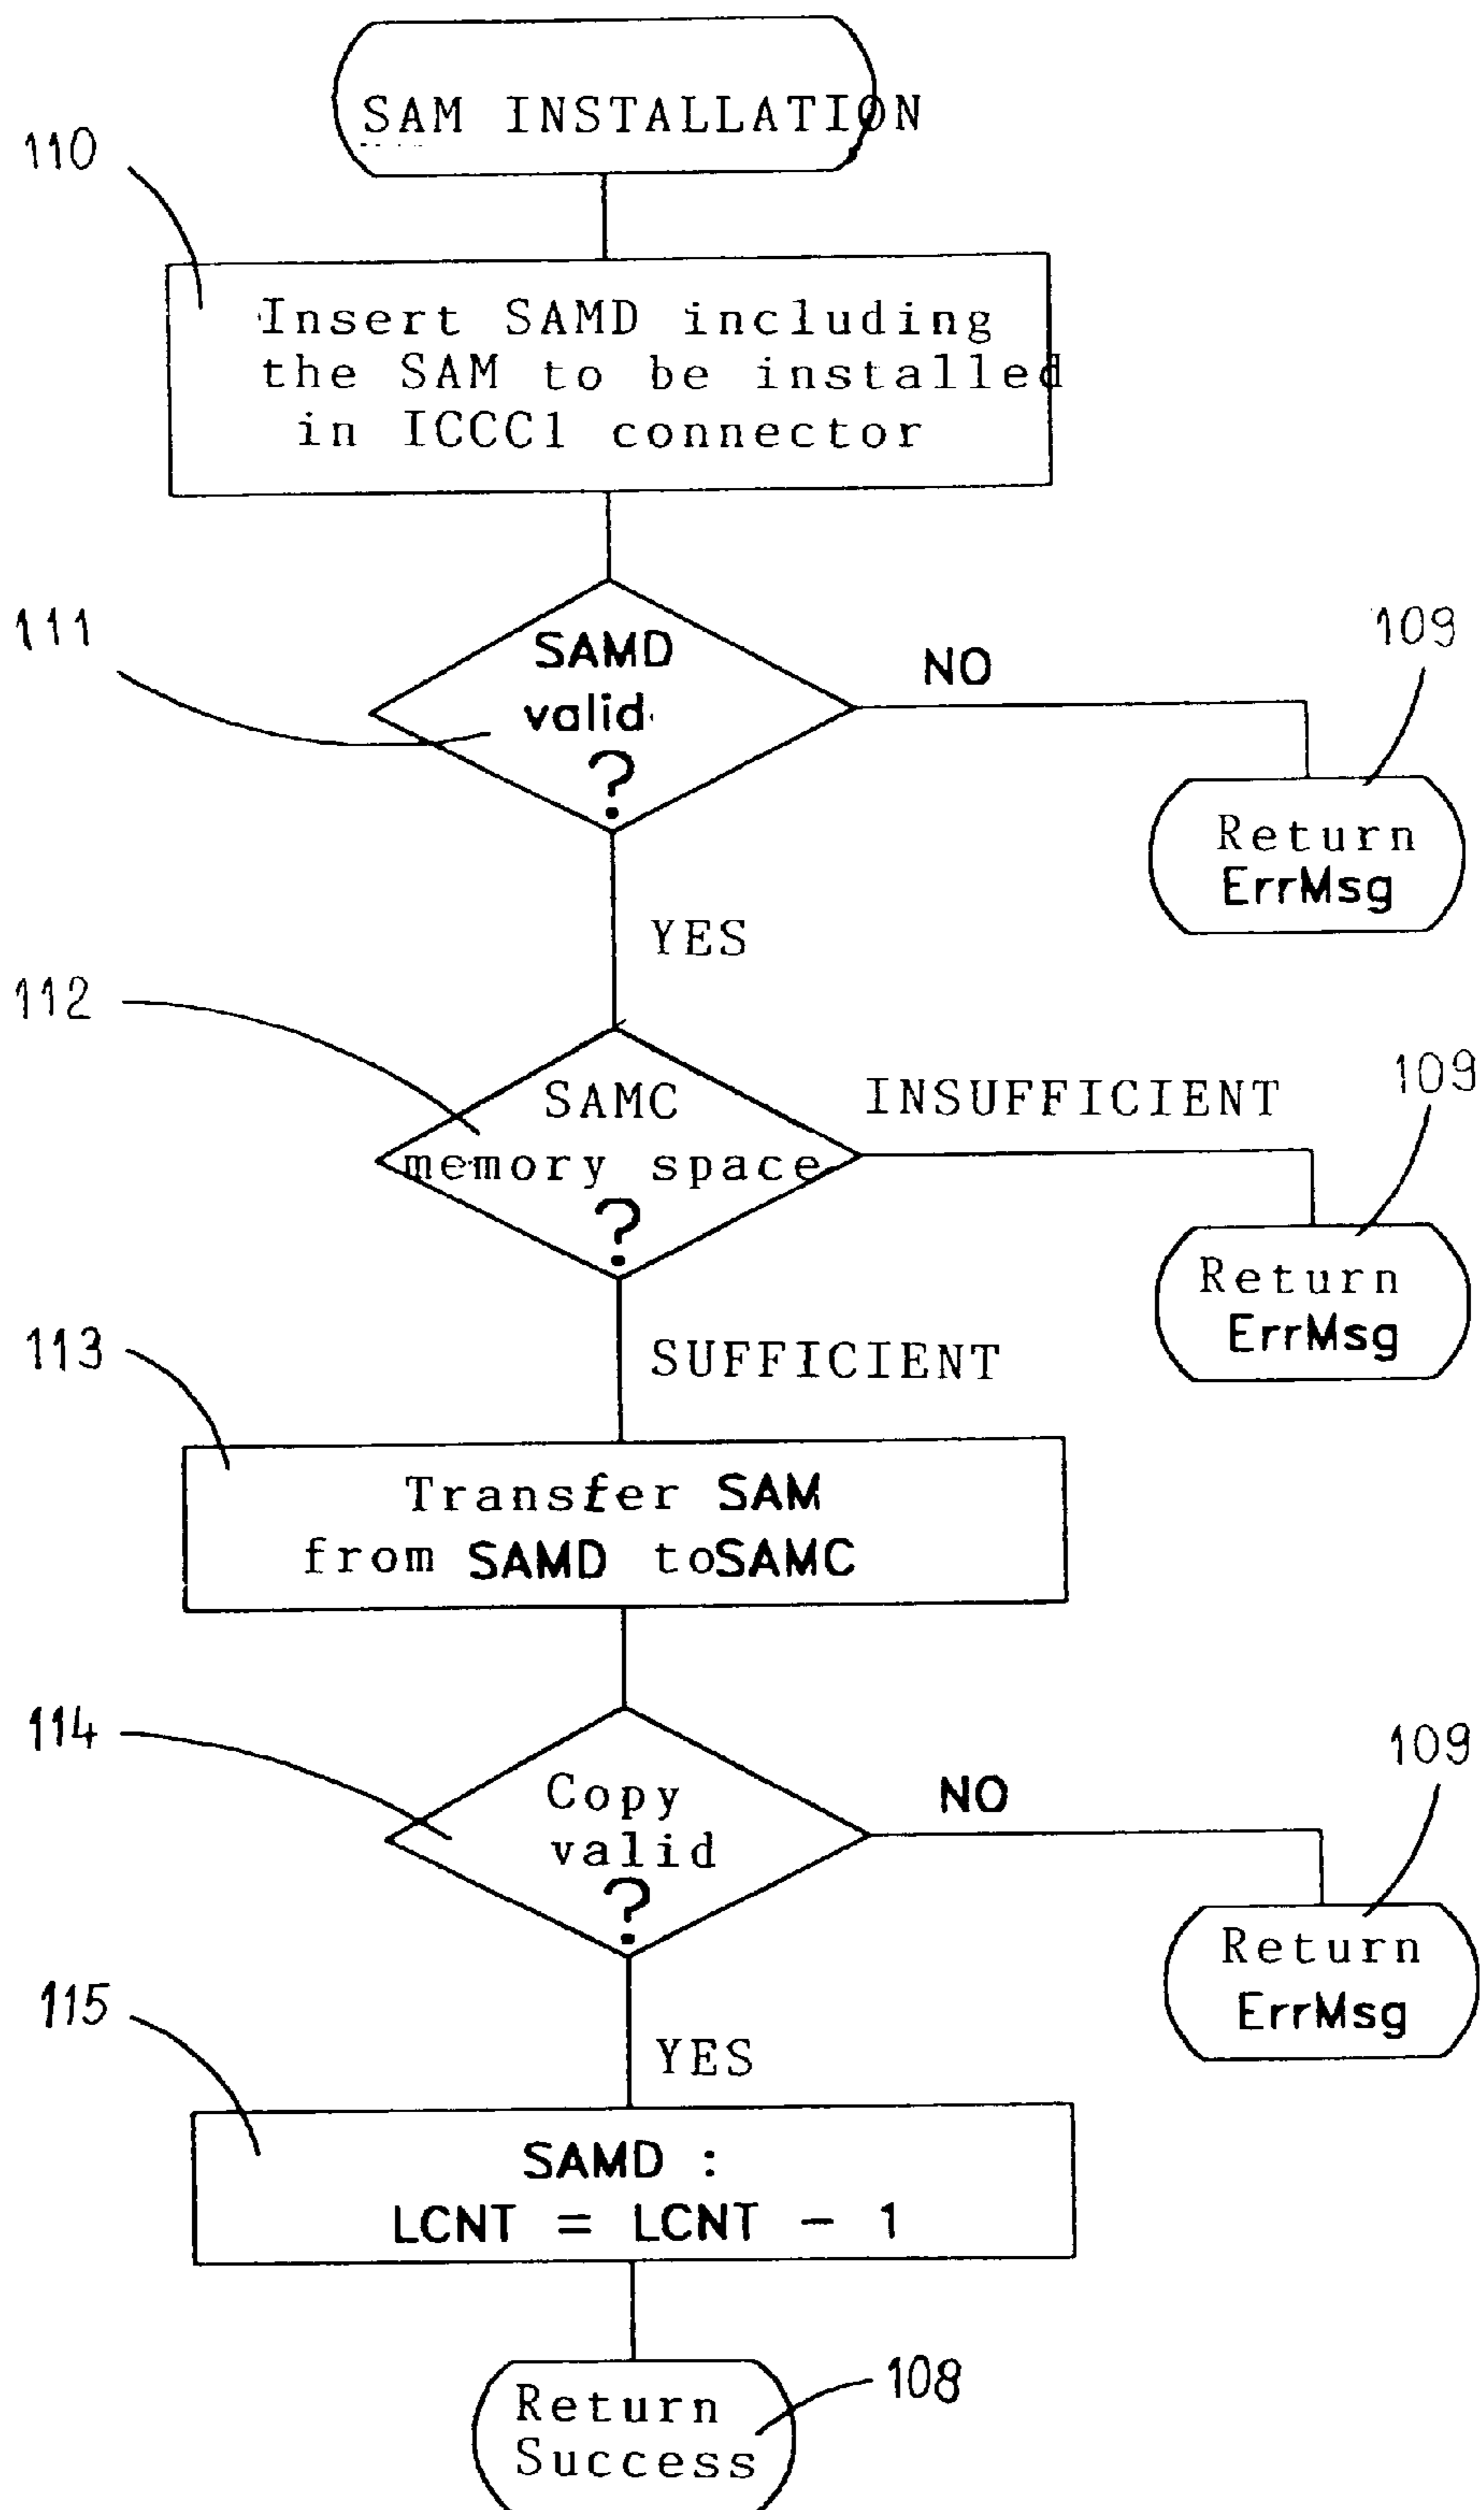 SAM INSTALLATION
110
Insert SAMD including
the SAM to be installed
in ICCC1 connector
111
SAMD
valid
?
NO
109
Return
ErrMsg
YES
112
SAMC
memory space
?
INSUFFICIENT
109
Return
ErrMsg
SUFFICIENT
113
Transfer SAM
from SAMD toSAMC
114
Copy
valid
?
NO
109
Return
ErrMsg
YES
115
SAMD :
LCNT = LCNT - 1
108
Return
Success